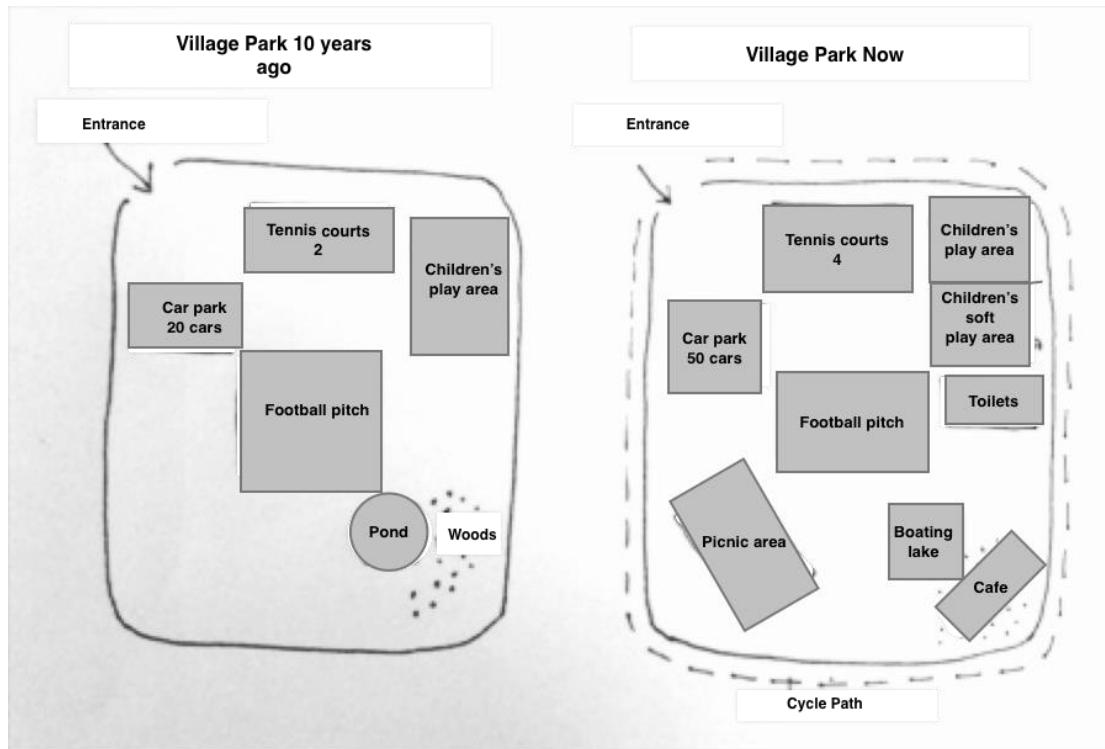 Village Park 10 years
ago
Entrance
Tennis courts
2
Children's
play area
Car park
20 cars
Football pitch
Pond
Woods
Village Park Now
Entrance
Tennis courts
4
Children's
play area
Children's
soft
play area
Car park
50 cars
Toilets
Football pitch
Picnic area
Boating
lake
Cafe
Cycle Path